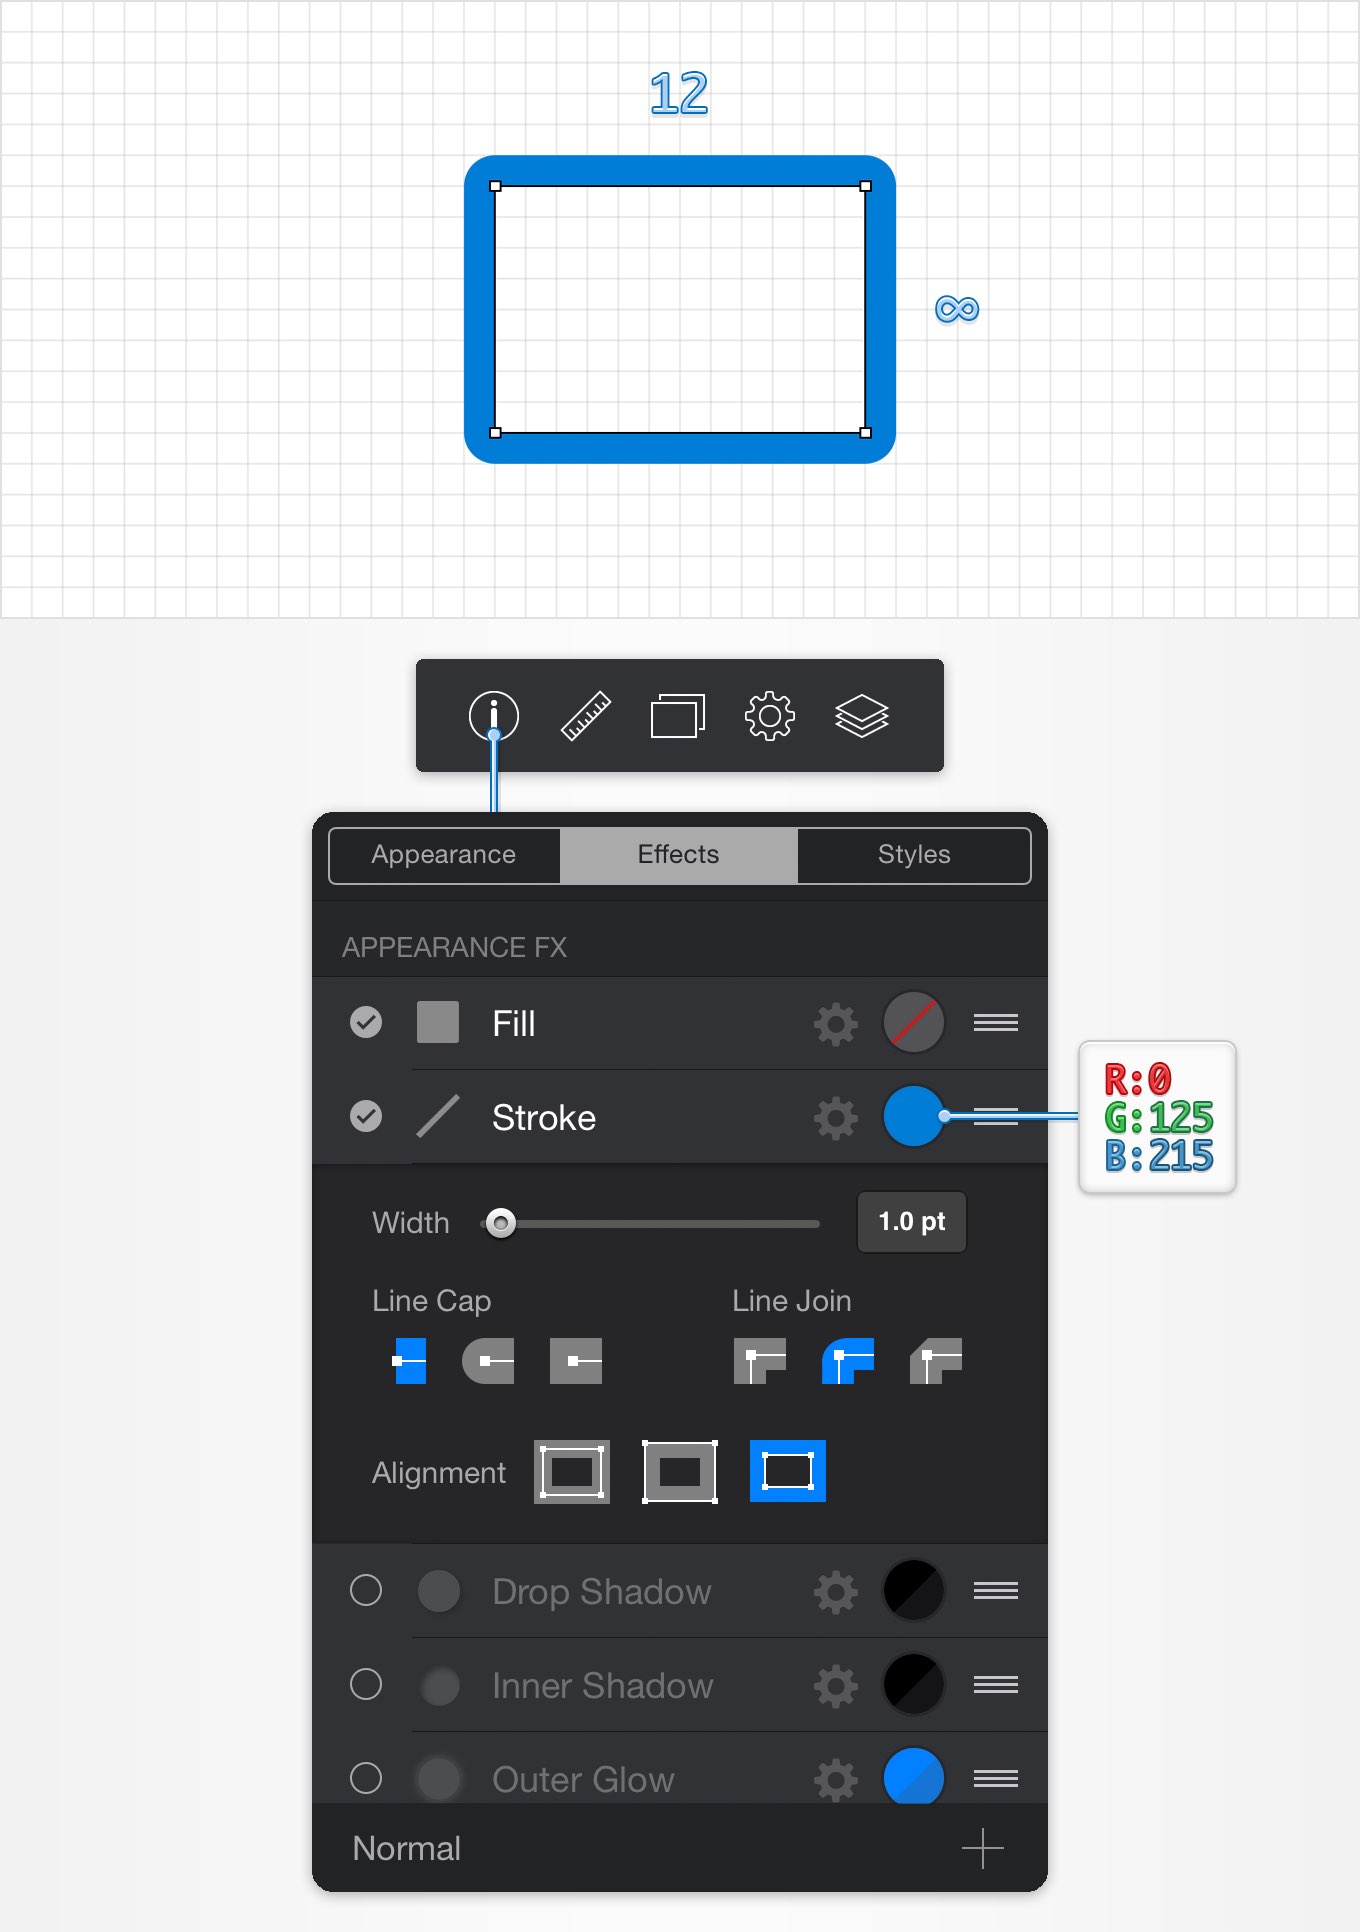 12
∞
Appearance Effects Styles
APPEARANCE FX
Fill
Stroke
R:0
G:125
B:215
Width 1.0 pt
Line Cap Line Join
Alignment
Drop Shadow
Inner Shadow
Outer Glow
Normal